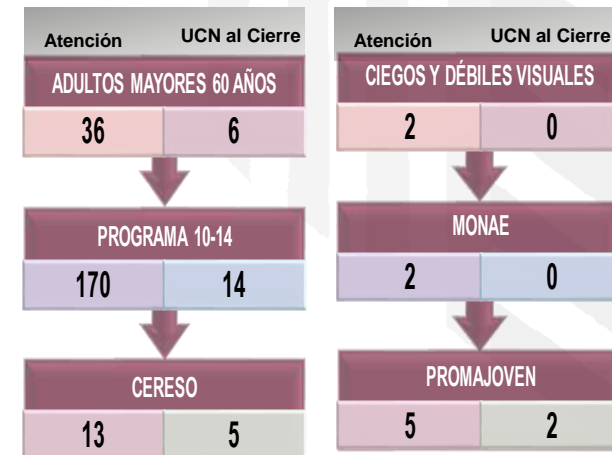 Atención UCN al Cierre
ADULTOS MAYORES 60 AÑOS
36 6
PROGRAMA 10-14
170 14
CERESO
13 5
Atención UCN al Cierre
CIEGOS Y DÉBILES VISUALES
2 0
MONAE
2 0
PROMAJOVEN
5 2